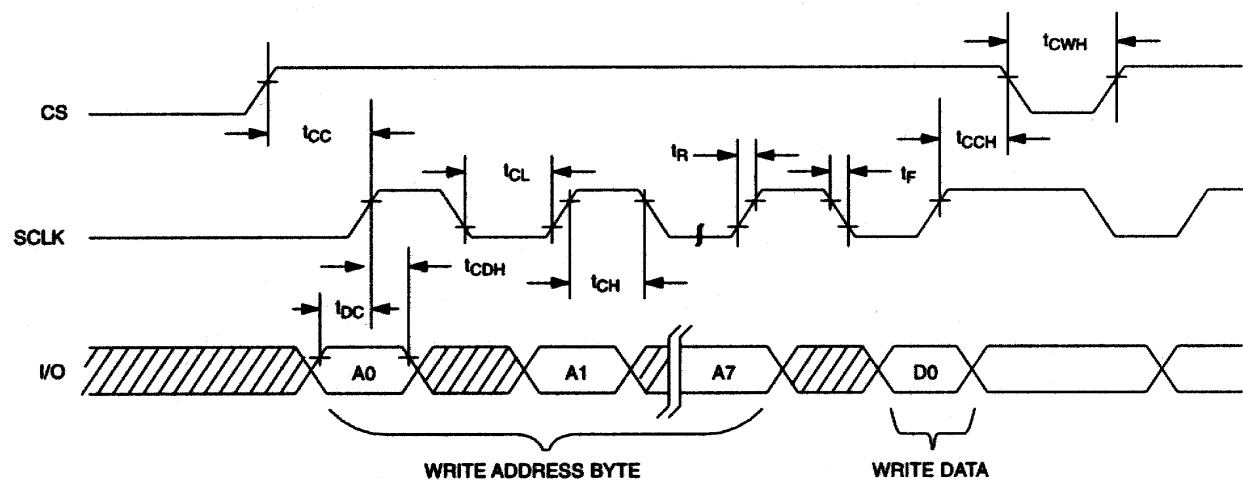 tCWH
CS
tCC
tCCH
tR
tCL
tF
SCLK
tCDH
tCH
tDC
I/O
A0
A1
A7
D0
WRITE ADDRESS BYTE
WRITE DATA